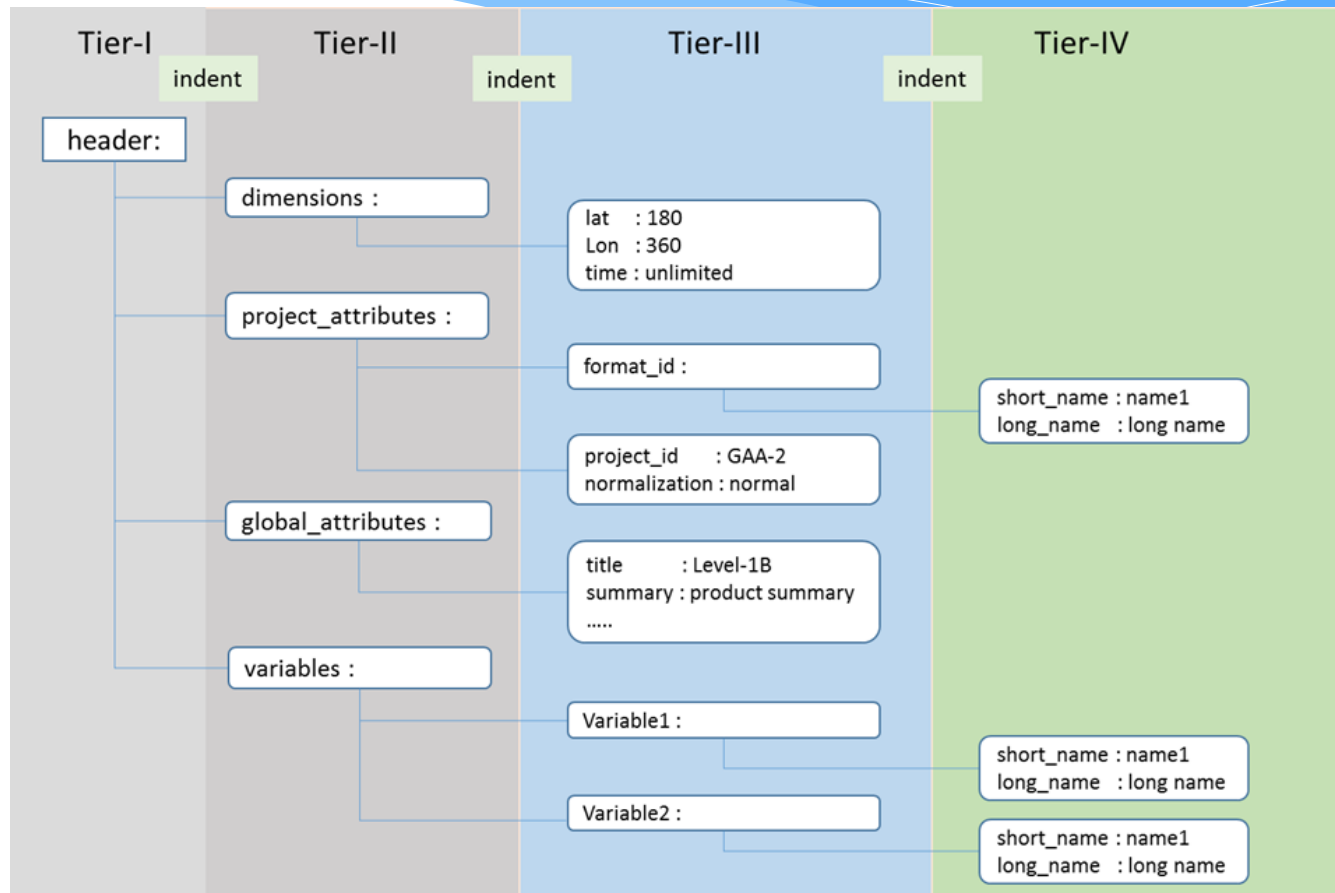 Tier-I
Tier-II
Tier-III
Tier-IV
indent
indent
indent
header:
dimensions :
lat : 180
Lon : 360
time : unlimited
project_attributes :
format_id :
short_name : name1
long_name : long name
project_id : GAA-2
normalization : normal
global_attributes :
title : Level-1B
summary : product summary
.....
variables :
Variable1 :
short_name : name1
long_name : long name
Variable2 :
short_name : name1
long_name : long name